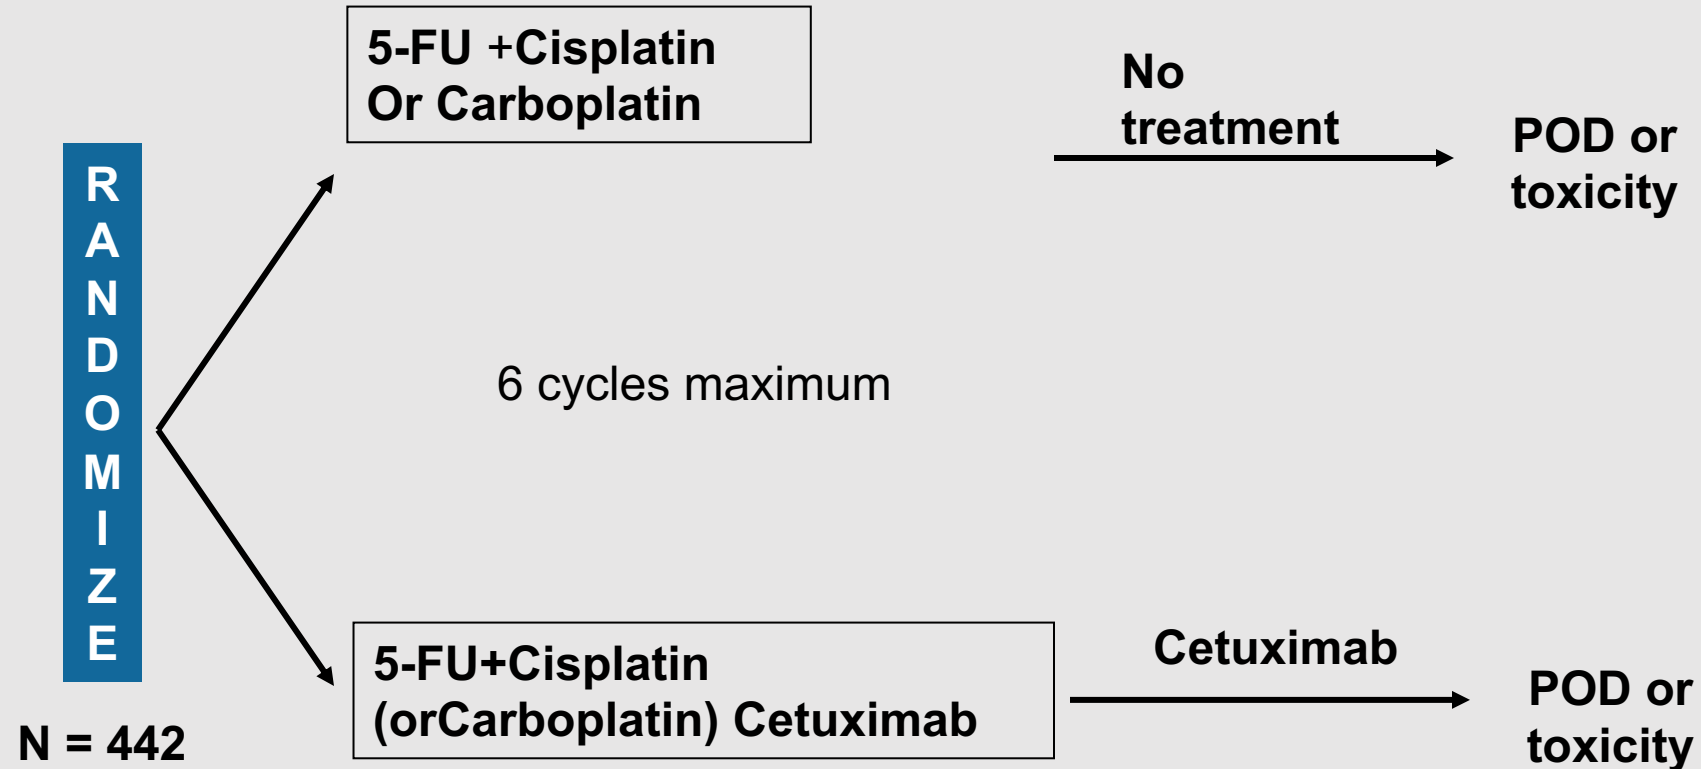 5-FU +Cisplatin
Or Carboplatin
No
treatment
POD or
toxicity
R
A
N
D
O
M
I
Z
E
6 cycles maximum
5-FU+Cisplatin
(orCarboplatin) Cetuximab
Cetuximab
POD or
toxicity
N = 442